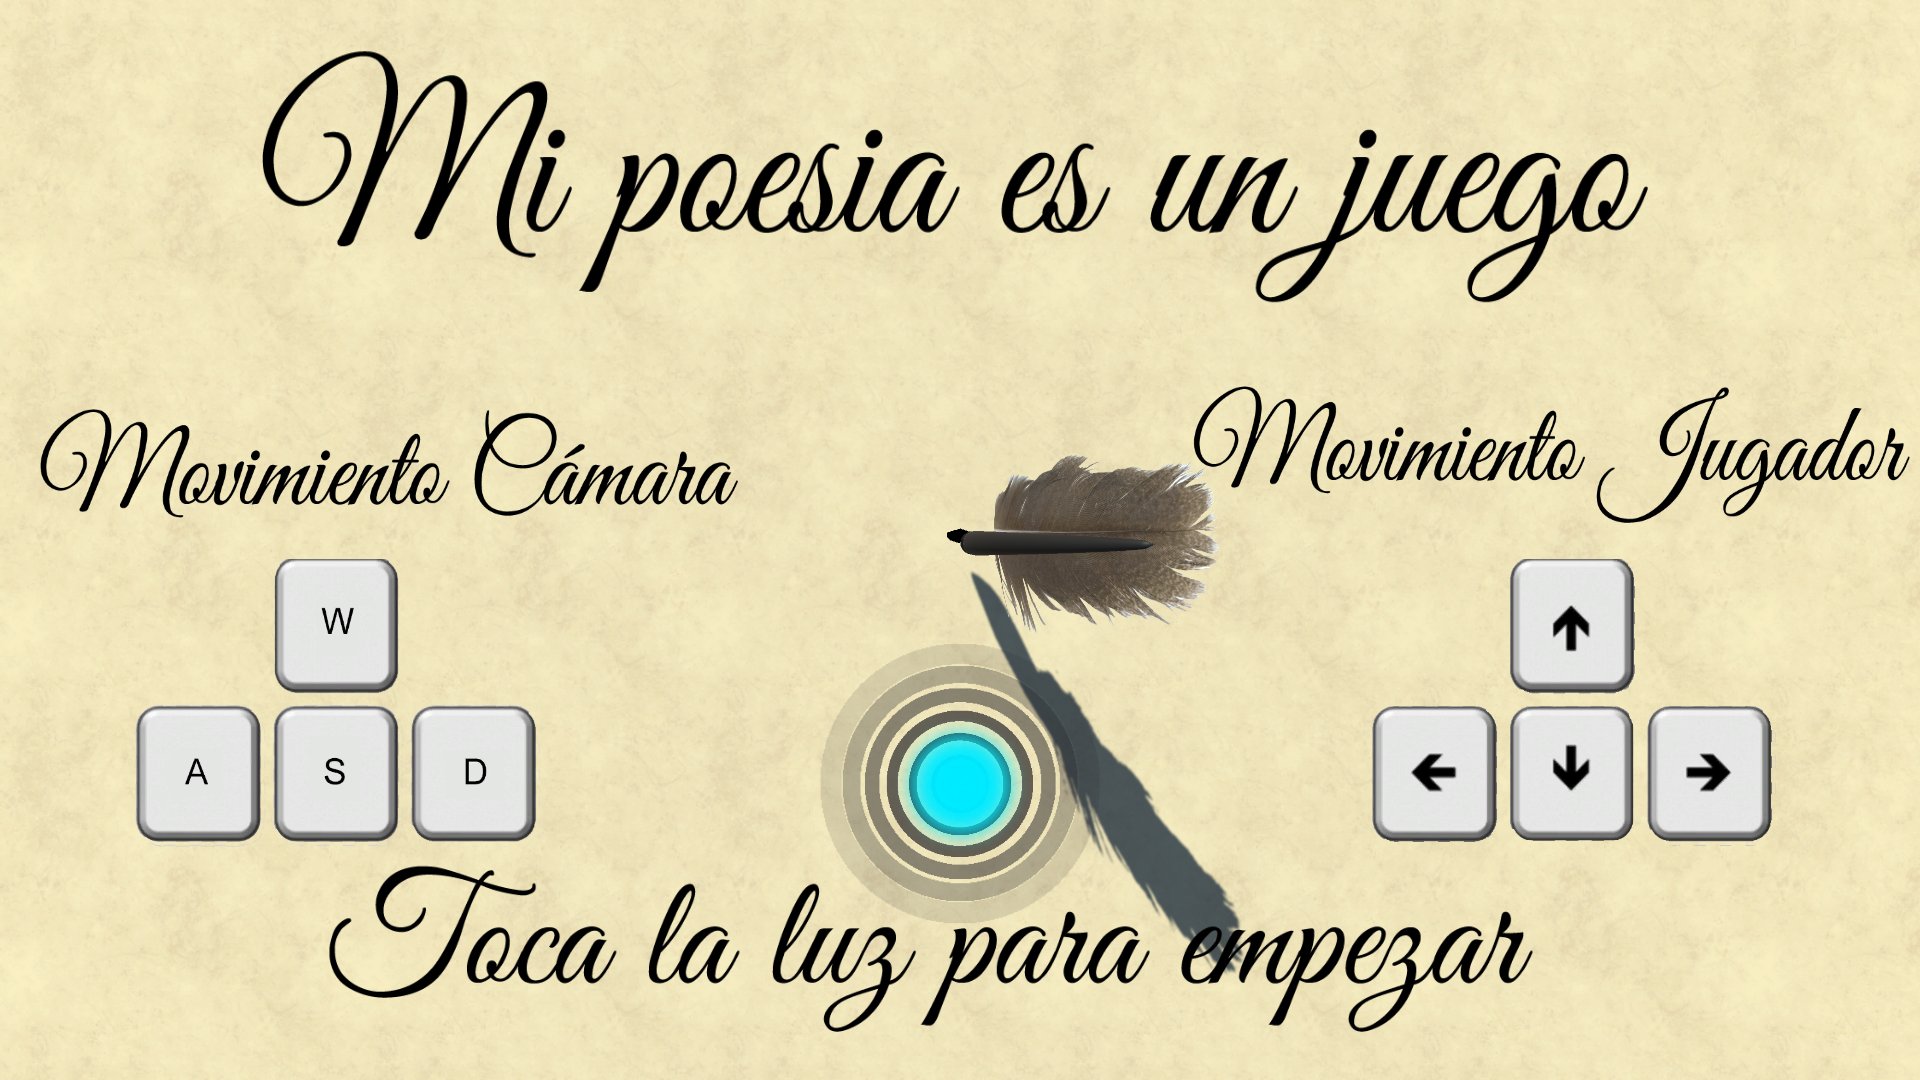 Mi poesia es un juego
Movimiento Cámara
Movimiento Jugador
W
A S D
↑
← ↓ →
Toca la luz para empezar